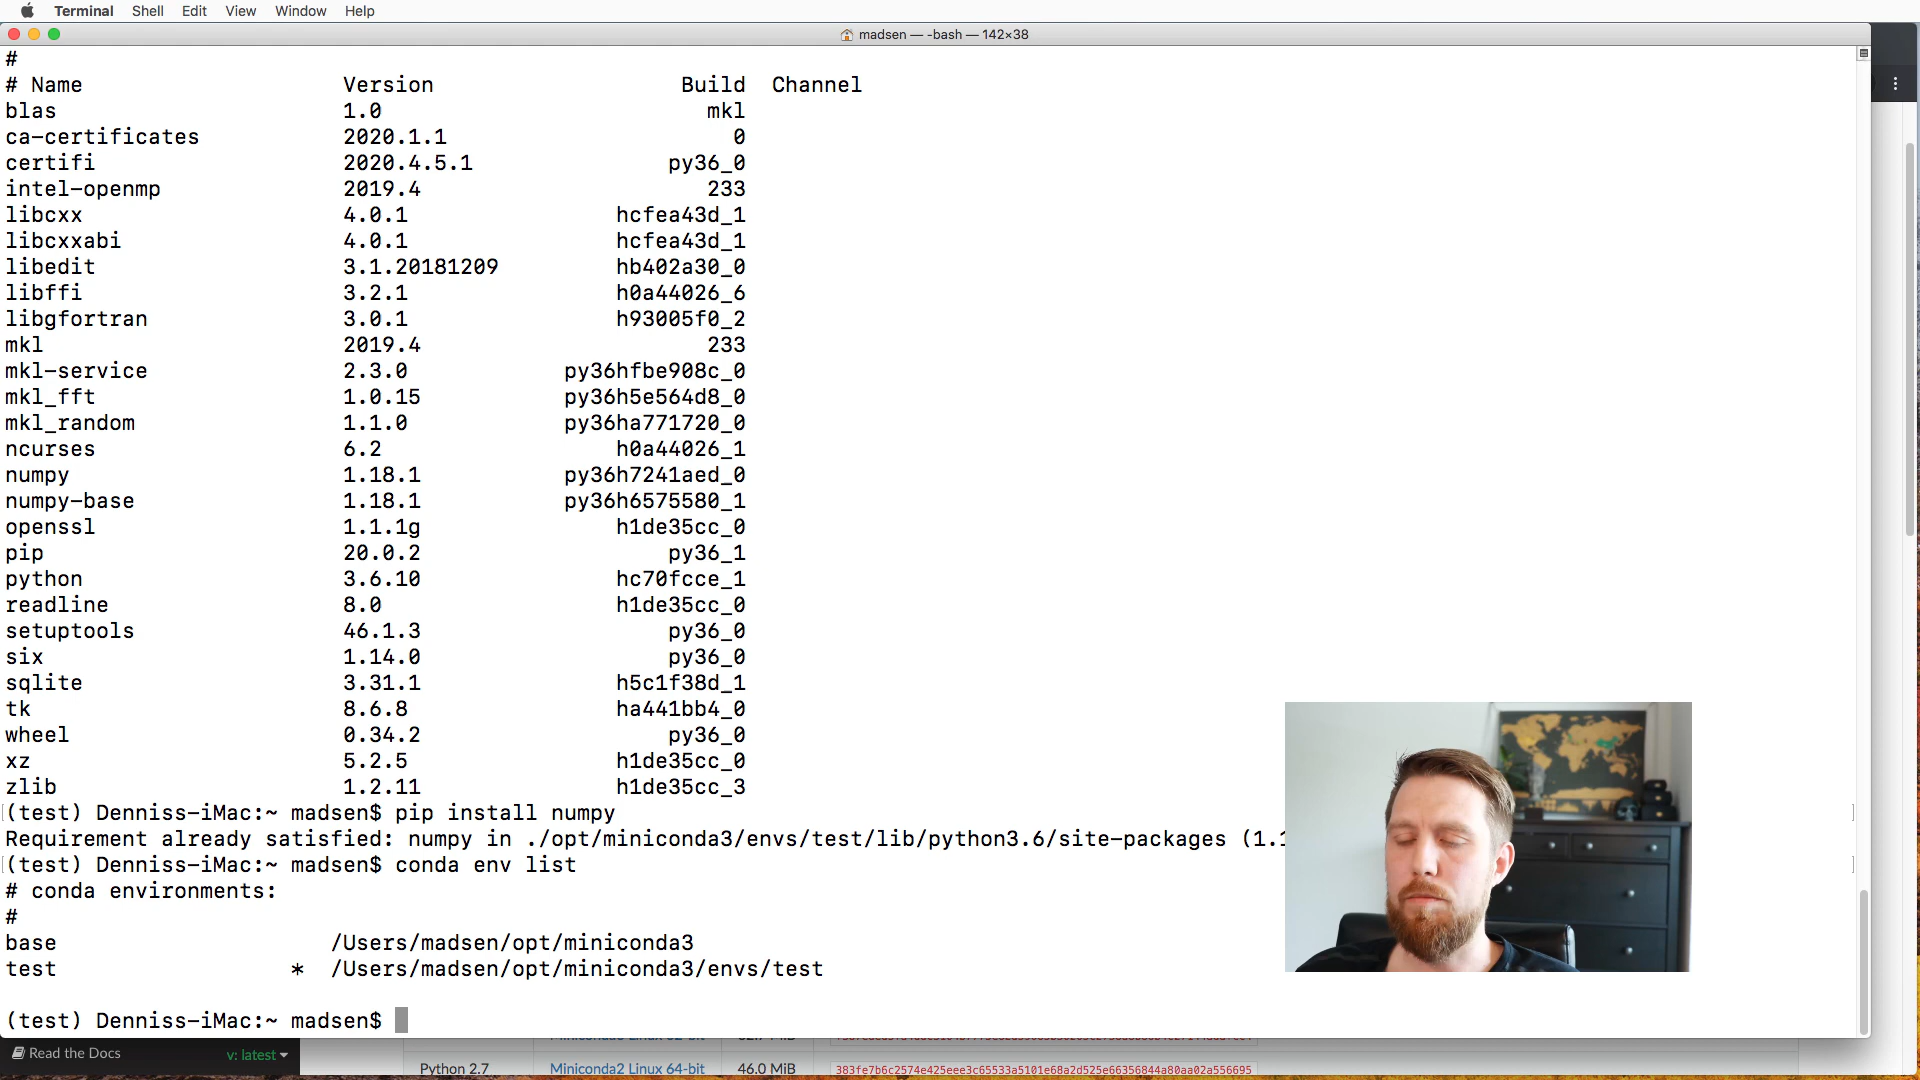 Terminal Shell Edit View Window Help
madsen — -bash — 142×38
#
# Name Version Build Channel
blas 1.0 mkl
ca-certificates 2020.1.1 0
certifi 2020.4.5.1 py36_0
intel-openmp 2019.4 233
libcxx 4.0.1 hcfea43d_1
libcxxabi 4.0.1 hcfea43d_1
libedit 3.1.20181209 hb402a30_0
libffi 3.2.1 h0a44026_6
libgfortran 3.0.1 h93005f0_2
mkl 2019.4 233
mkl-service 2.3.0 py36hfbe908c_0
mkl_fft 1.0.15 py36h5e564d8_0
mkl_random 1.1.0 py36ha771720_0
ncurses 6.2 h0a44026_1
numpy 1.18.1 py36h7241aed_0
numpy-base 1.18.1 py36h6575580_1
openssl 1.1.1g h1de35cc_0
pip 20.0.2 py36_1
python 3.6.10 hc70fcce_1
readline 8.0 h1de35cc_0
setuptools 46.1.3 py36_0
six 1.14.0 py36_0
sqlite 3.31.1 h5c1f38d_1
tk 8.6.8 ha441bb4_0
wheel 0.34.2 py36_0
xz 5.2.5 h1de35cc_0
zlib 1.2.11 h1de35cc_3
[(test) Denniss-iMac:~ madsen$ pip install numpy ]
Requirement already satisfied: numpy in ./opt/miniconda3/envs/test/lib/python3.6/site-packages (1.1
[(test) Denniss-iMac:~ madsen$ conda env list ]
# conda environments:
#
base /Users/madsen/opt/miniconda3
test * /Users/madsen/opt/miniconda3/envs/test
(test) Denniss-iMac:~ madsen$
Read the Docs v: latest
Python 2.7 Miniconda2 Linux 64-bit 46.0 MiB 383fe7b6c2574e425eee3c65533a5101e68a2d525e66356844a80aa02a556695